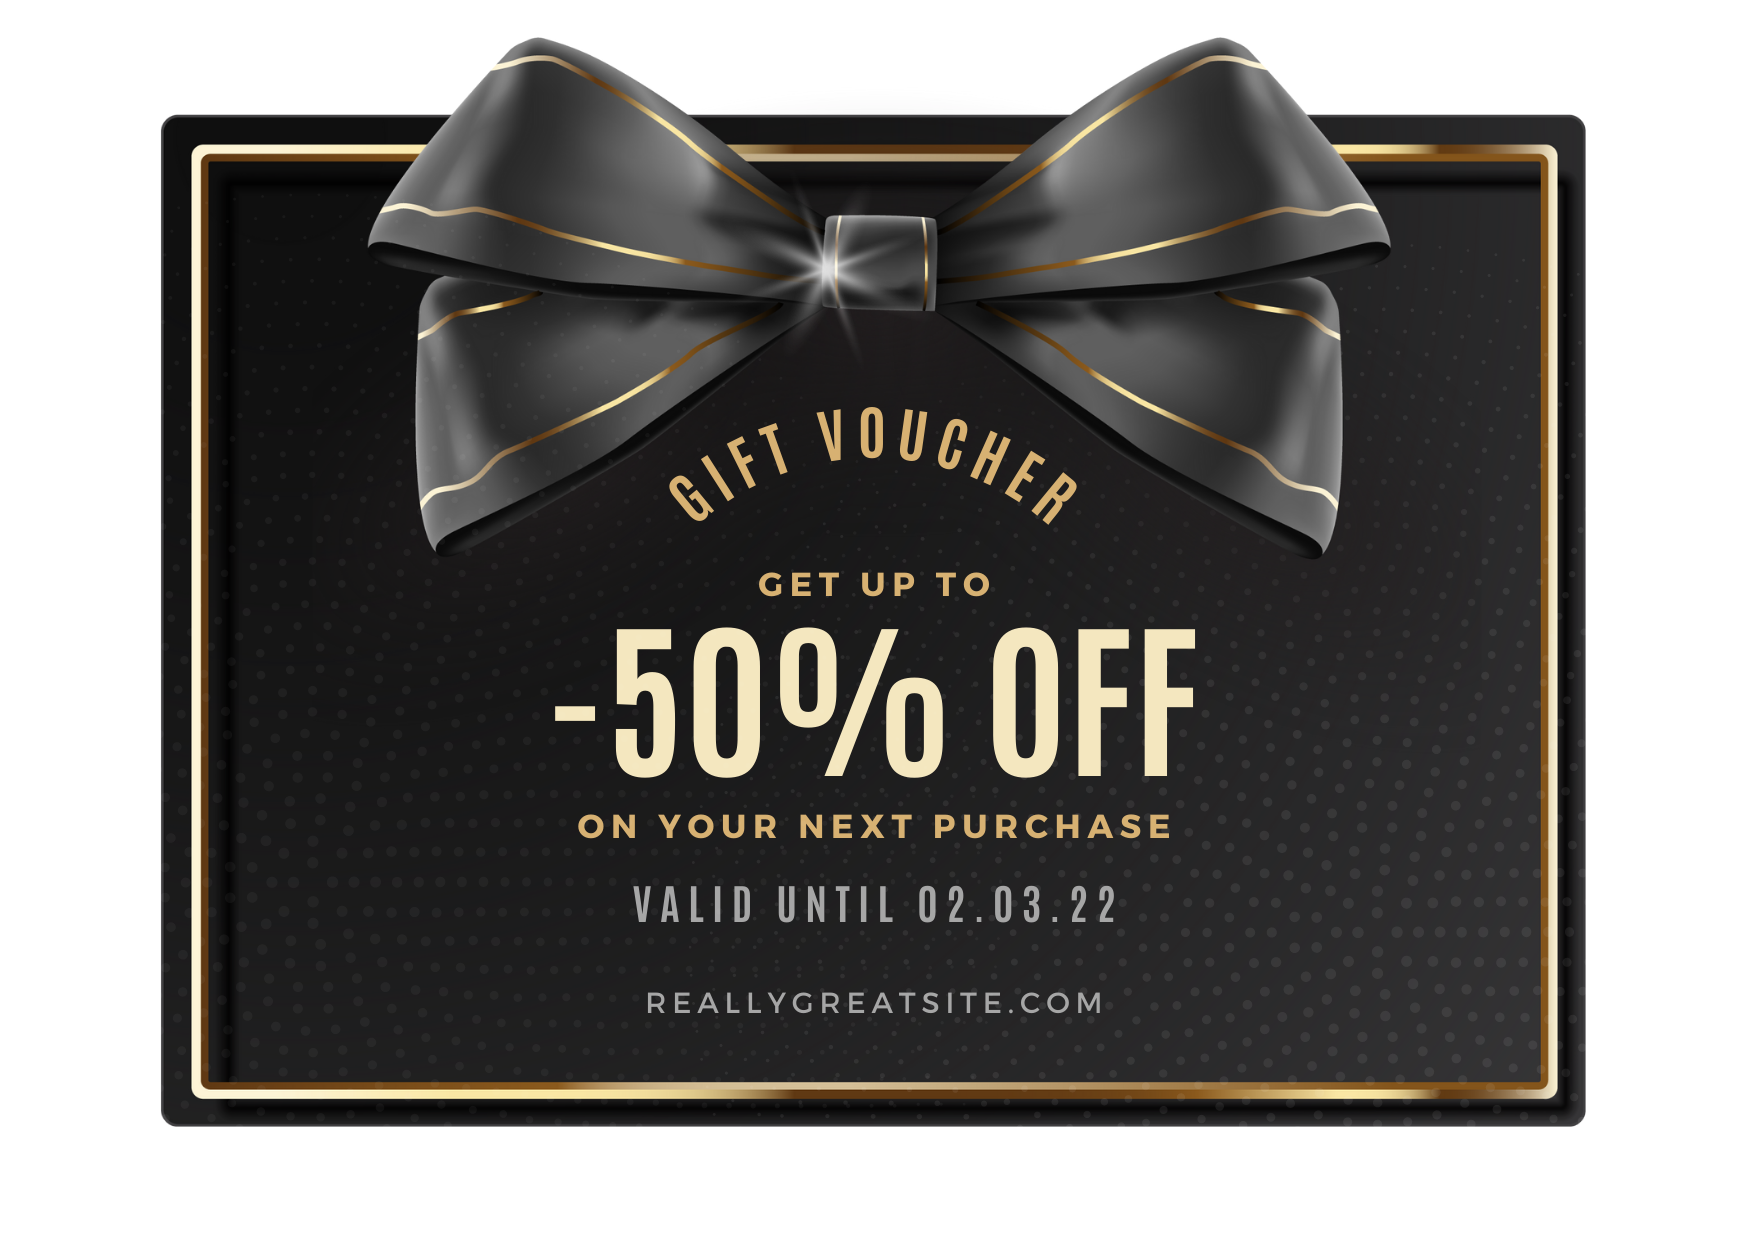 GIFT VOUCHER
GET UP TO
-50% OFF
ON YOUR NEXT PURCHASE
VALID UNTIL 02.03.22
REALLYGREATSITE.COM